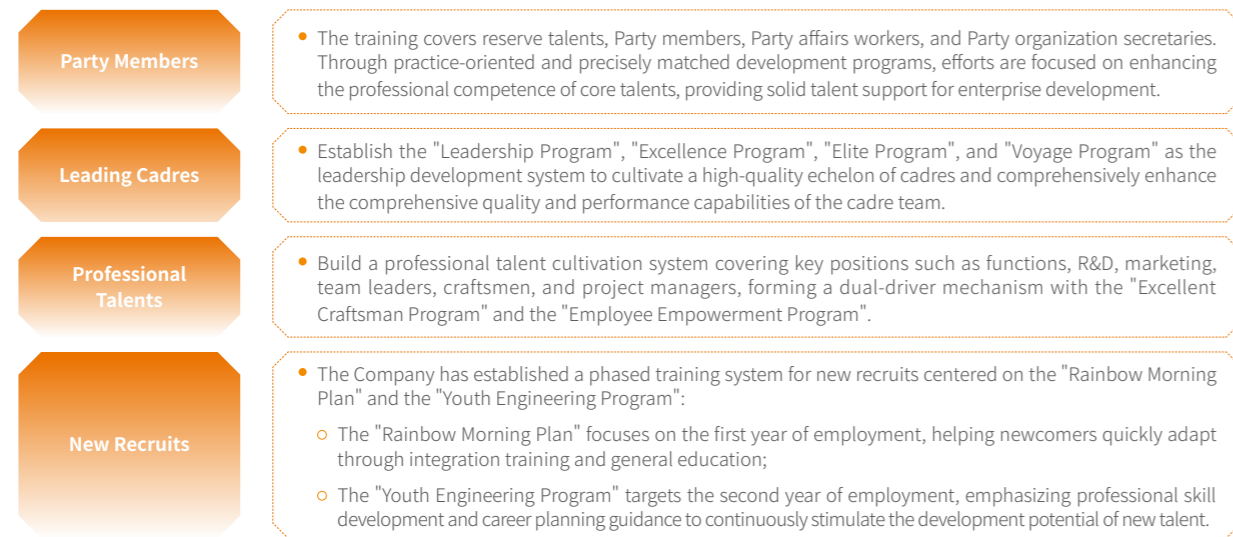 Party Members
• The training covers reserve talents, Party members, Party affairs workers, and Party organization secretaries.
Through practice-oriented and precisely matched development programs, efforts are focused on enhancing
the professional competence of core talents, providing solid talent support for enterprise development.
Leading Cadres
• Establish the "Leadership Program", "Excellence Program", "Elite Program", and "Voyage Program" as the
leadership development system to cultivate a high-quality echelon of cadres and comprehensively enhance
the comprehensive quality and performance capabilities of the cadre team.
Professional
Talents
• Build a professional talent cultivation system covering key positions such as functions, R&D, marketing,
team leaders, craftsmen, and project managers, forming a dual-driver mechanism with the "Excellent
Craftsman Program" and the "Employee Empowerment Program".
New Recruits
• The Company has established a phased training system for new recruits centered on the "Rainbow Morning
Plan" and the "Youth Engineering Program":
○ The "Rainbow Morning Plan" focuses on the first year of employment, helping newcomers quickly adapt
through integration training and general education;
○ The "Youth Engineering Program" targets the second year of employment, emphasizing professional skill
development and career planning guidance to continuously stimulate the development potential of new talent.